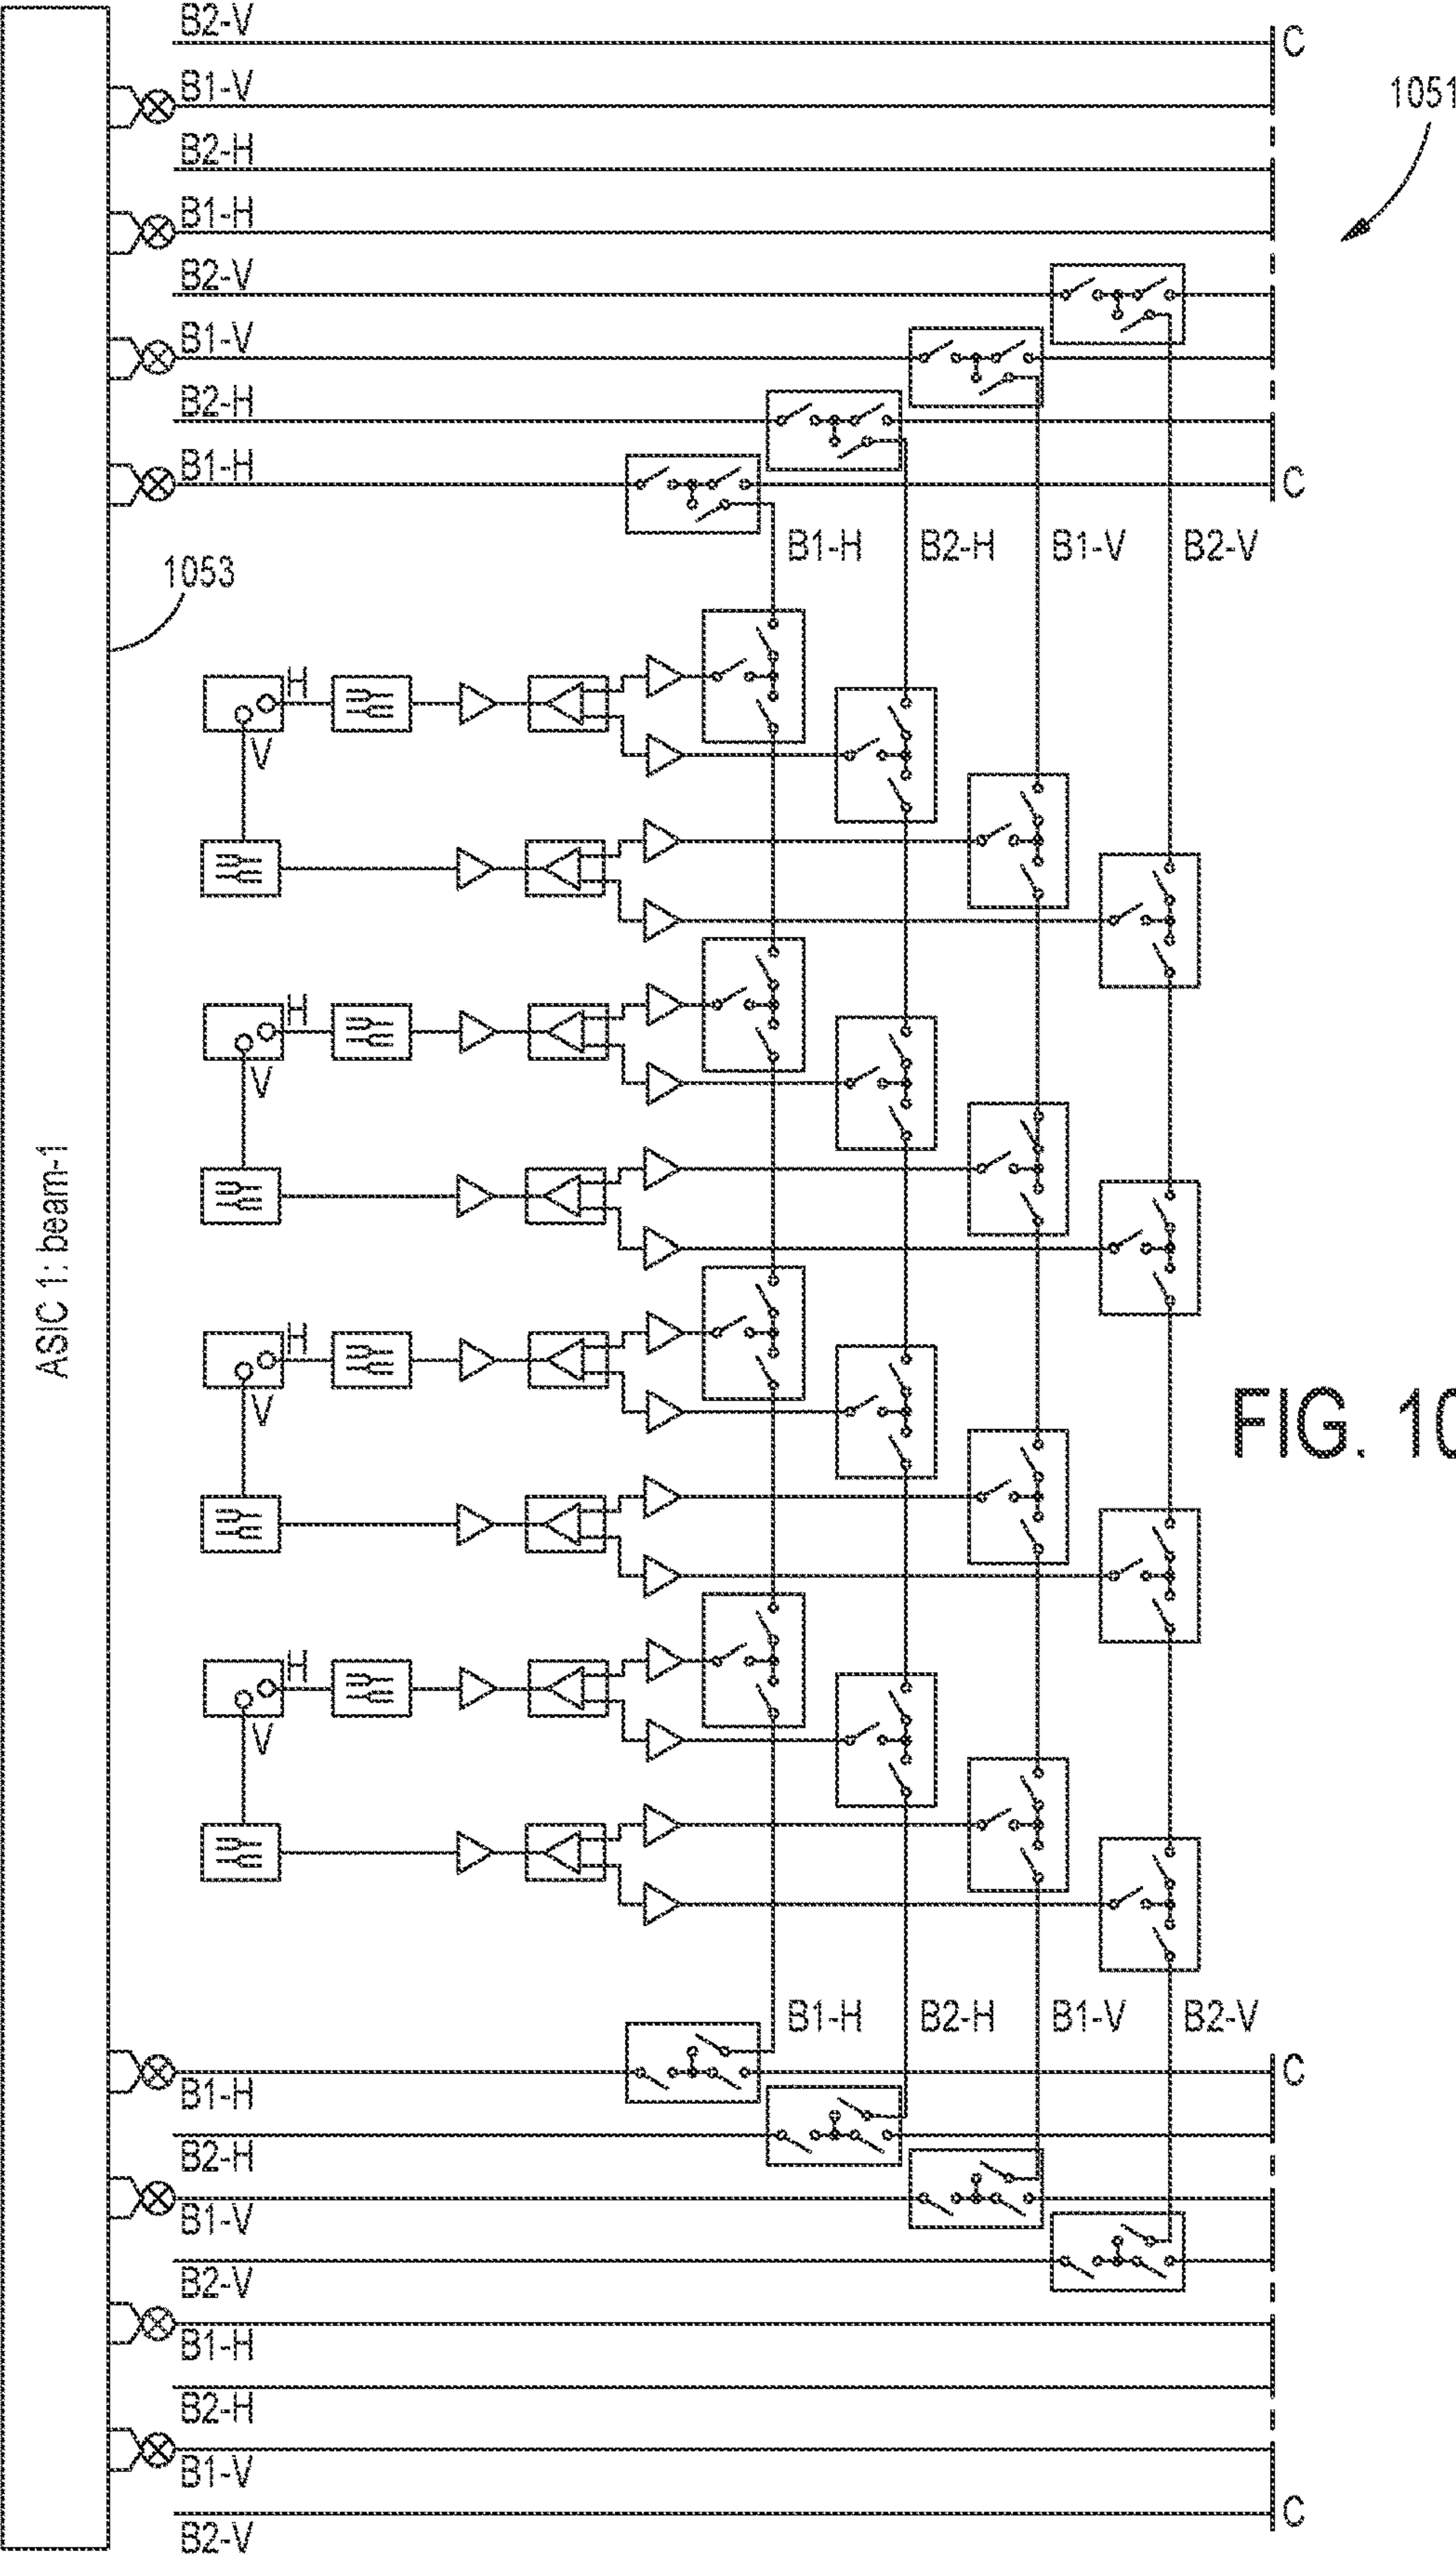 B2-V
C
B1-V
1051
B2-H
B1-H
B2-V
B1-V
B2-H
B1-H
C
B1-H
B2-H
B1-V
B2-V
1053
H
V
H
V
ASIC 1: beam-1
H
V
FIG. 10
H
V
B1-H
B2-H
B1-V
B2-V
C
B1-H
B2-H
B1-V
B2-V
B1-H
B2-H
B1-V
C
B2-V